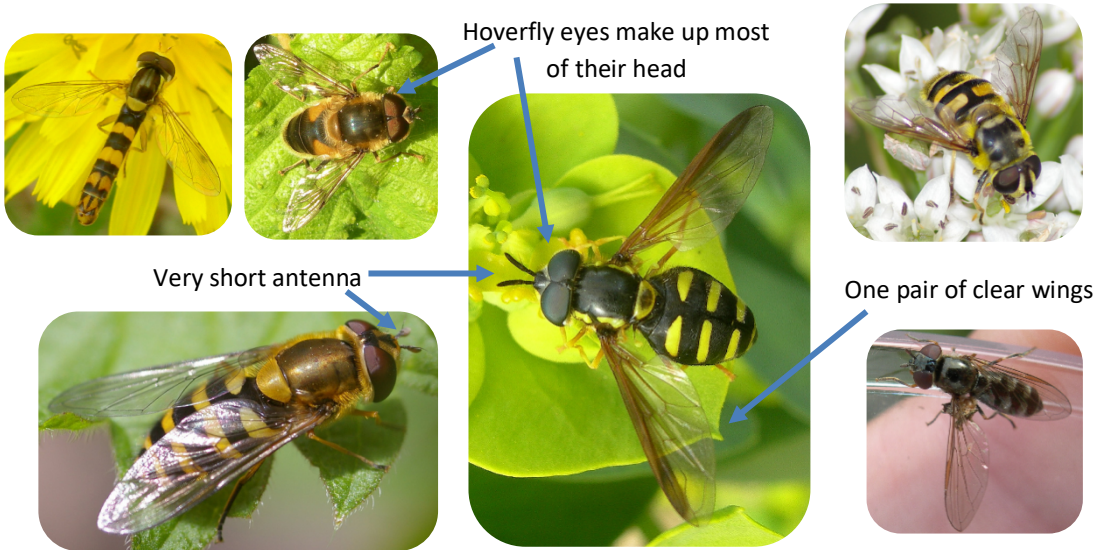 Hoverfly eyes make up most
of their head
Very short antenna
One pair of clear wings